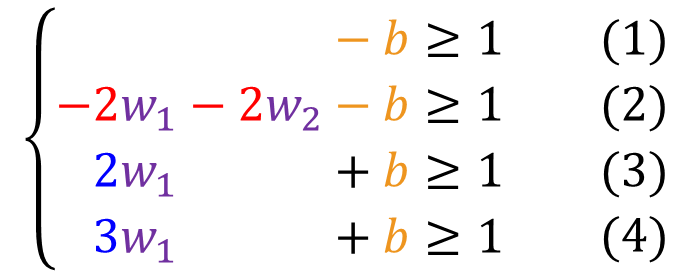 − b ≥ 1 (1)
−2w₁ − 2w₂ − b ≥ 1 (2)
2w₁ + b ≥ 1 (3)
3w₁ + b ≥ 1 (4)